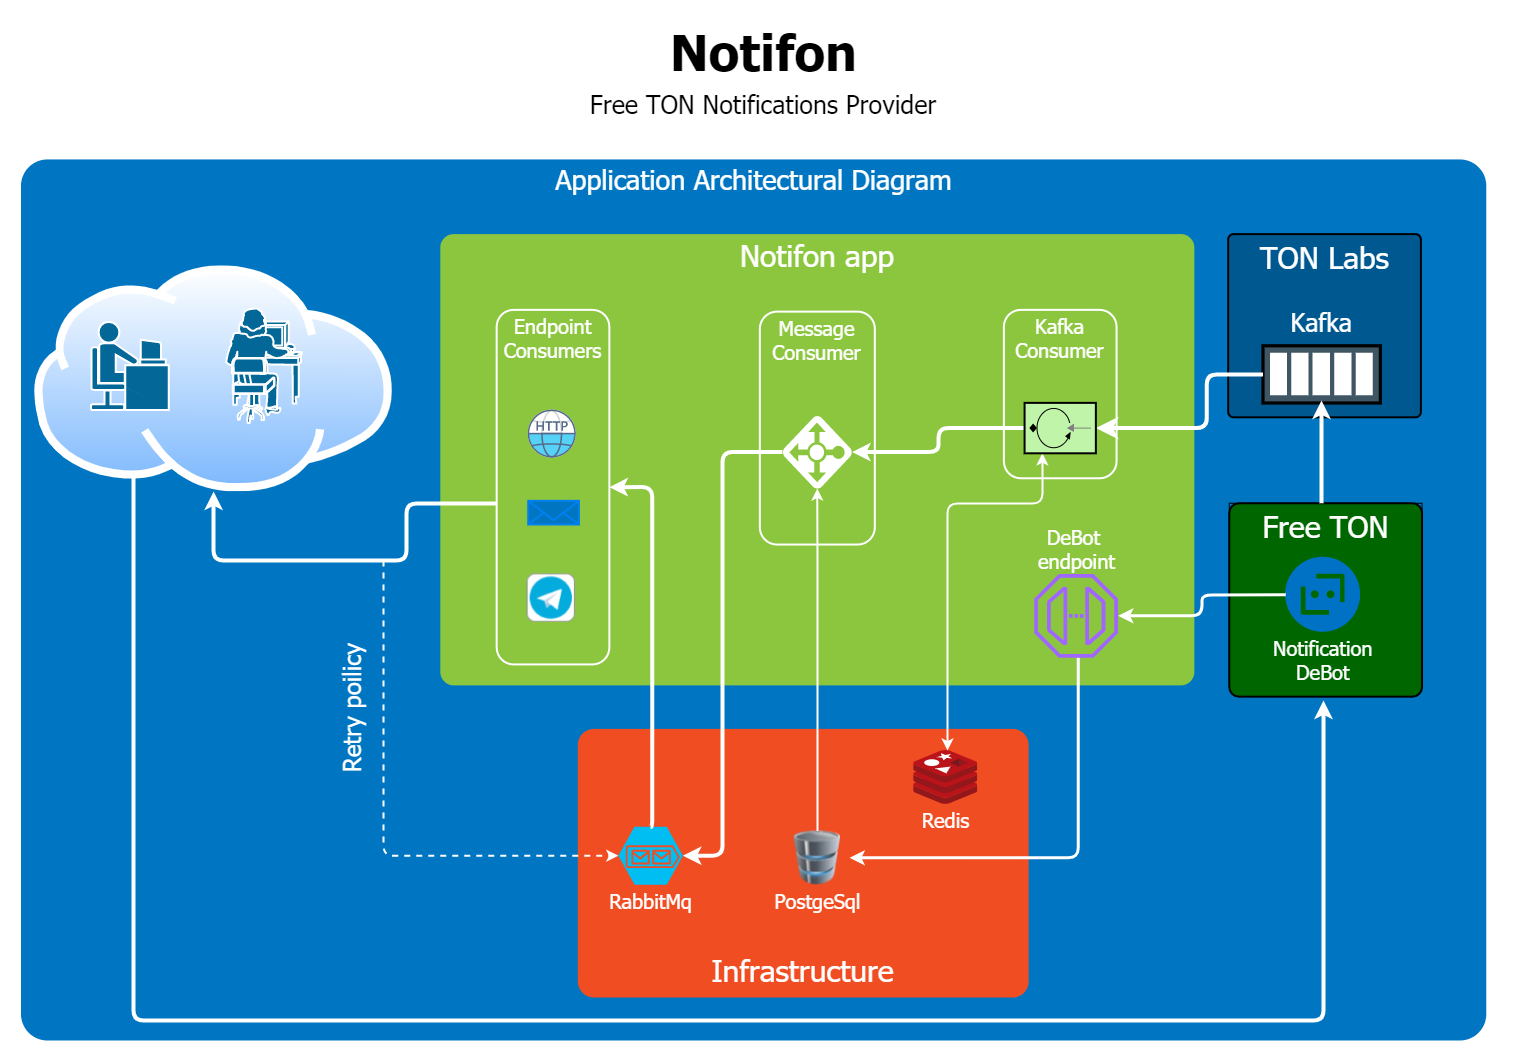 Notifon
Free TON Notifications Provider
Application Architectural Diagram
Notifon app
TON Labs
Endpoint
Consumers
Message
Consumer
Kafka
Consumer
Kafka
HTTP
DeBot
endpoint
Free TON
Notification
DeBot
Retry poilicy
Redis
RabbitMq
PostgeSql
Infrastructure